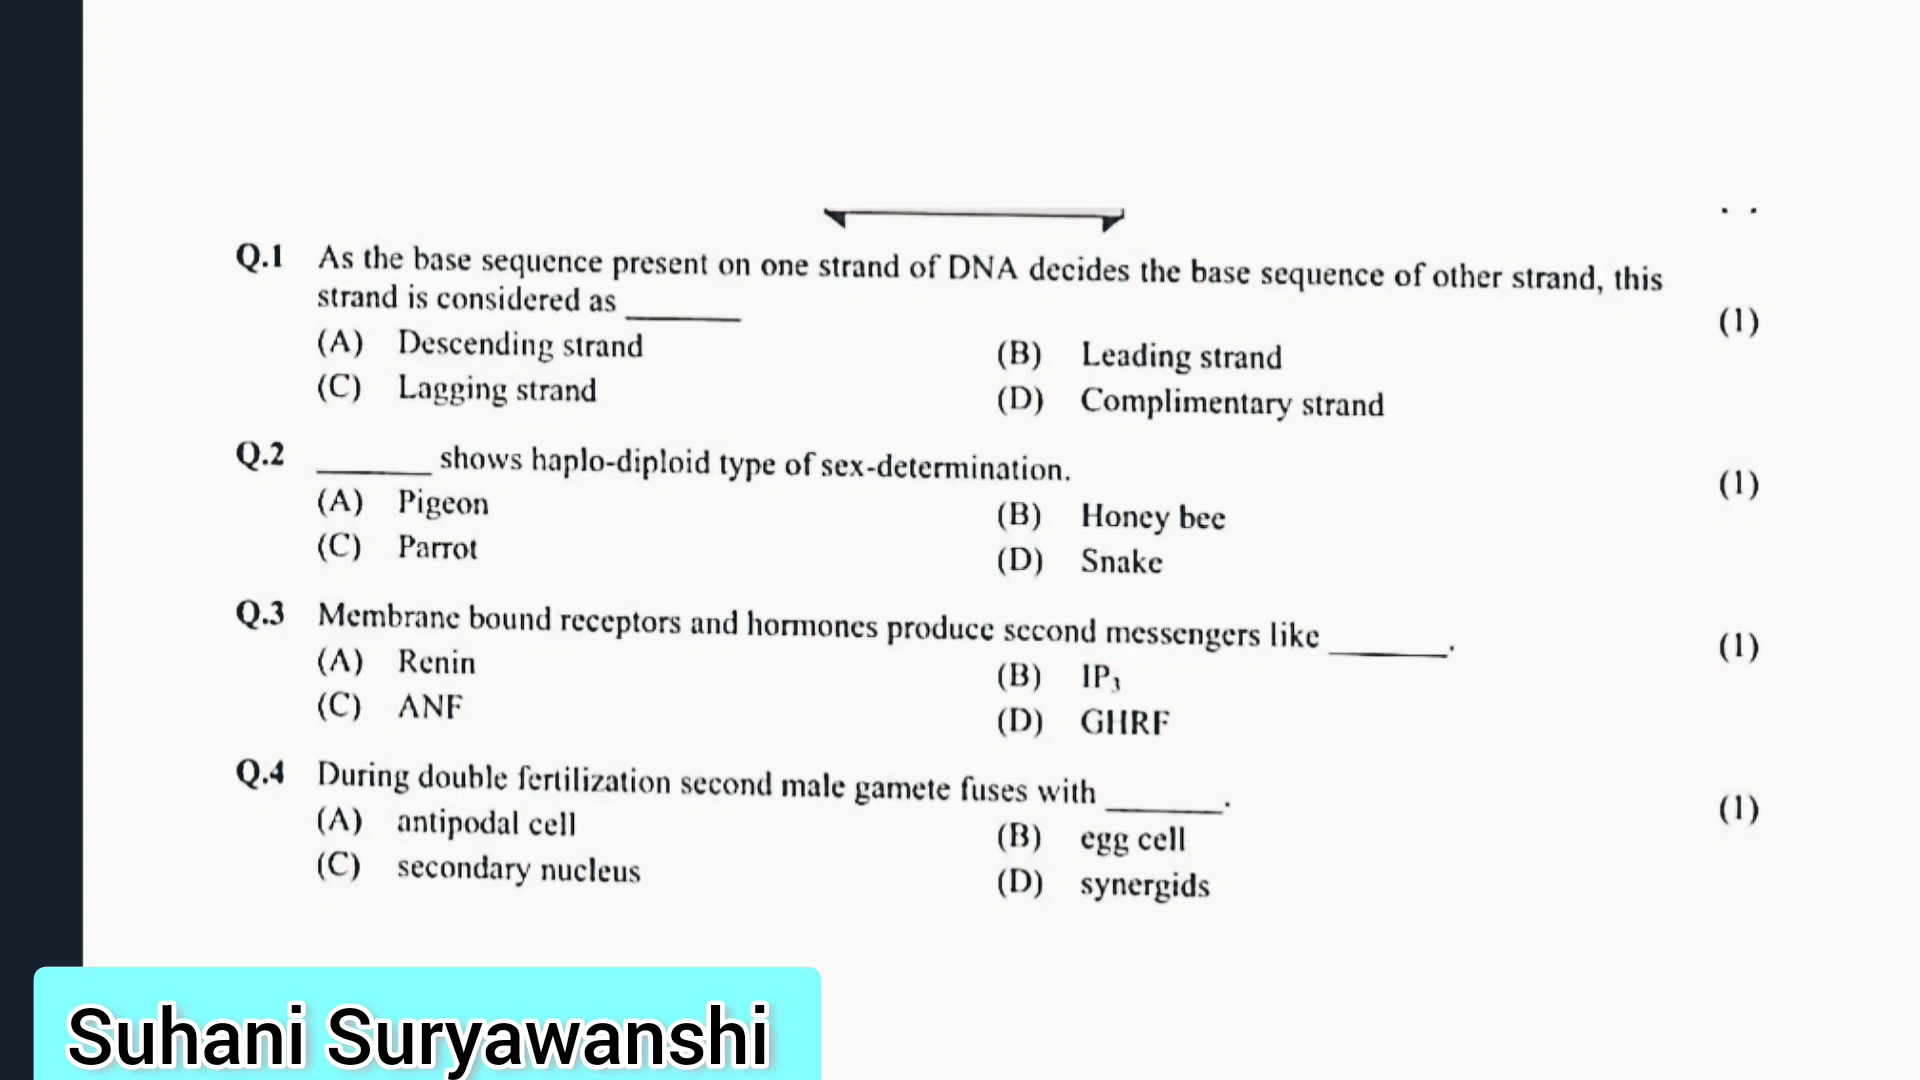 Q.1 As the base sequence present on one strand of DNA decides the base sequence of other strand, this
strand is considered as ______ (1)
(A) Descending strand (B) Leading strand
(C) Lagging strand (D) Complimentary strand
Q.2 ______ shows haplo-diploid type of sex-determination. (1)
(A) Pigeon (B) Honey bee
(C) Parrot (D) Snake
Q.3 Membrane bound receptors and hormones produce second messengers like ______. (1)
(A) Renin (B) IP₃
(C) ANF (D) GHRF
Q.4 During double fertilization second male gamete fuses with ______. (1)
(A) antipodal cell (B) egg cell
(C) secondary nucleus (D) synergids
Suhani Suryawanshi